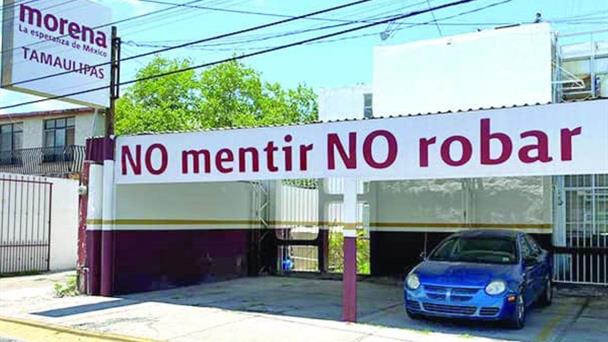 morena
La esperanza de México
TAMAULIPAS
NO mentir NO robar